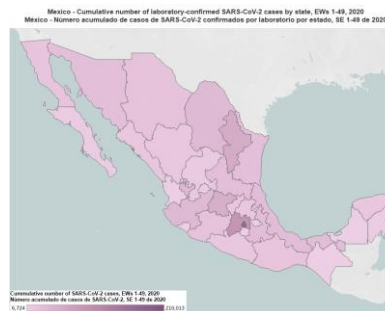 Mexico - Cumulative number of laboratory-confirmed SARS-CoV-2 cases by state, EWs 1-49, 2020
México - Número acumulado de casos de SARS-CoV-2 confirmados por laboratorio por estado, SE 1-49 de 2020
Cummulative number of SARS-CoV-2 cases, EWs 1-49, 2020
Número acumulado de casos de SARS-CoV-2, SE 1-49 de 2020
6,724